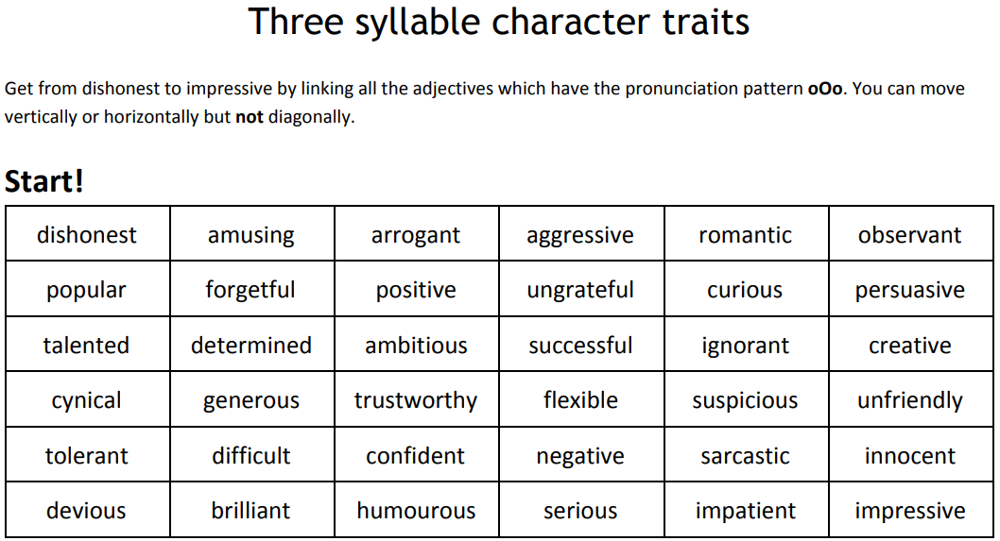 Three syllable character traits
Get from dishonest to impressive by linking all the adjectives which have the pronunciation pattern oOo. You can move
vertically or horizontally but not diagonally.
Start!
dishonest amusing arrogant aggressive romantic observant
popular forgetful positive ungrateful curious persuasive
talented determined ambitious successful ignorant creative
cynical generous trustworthy flexible suspicious unfriendly
tolerant difficult confident negative sarcastic innocent
devious brilliant humourous serious impatient impressive